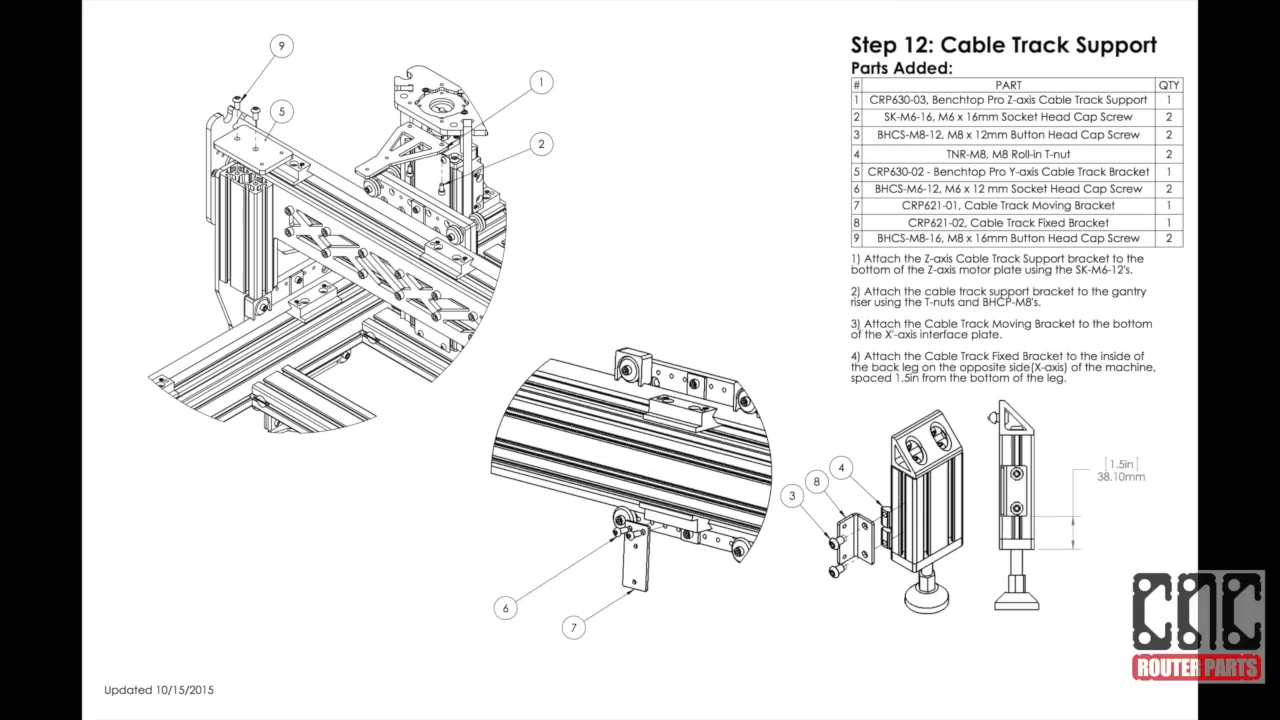 Step 12: Cable Track Support
Parts Added:
# PART QTY
1 CRP630-03, Benchtop Pro Z-axis Cable Track Support 1
2 SK-M6-16, M6 x 16mm Socket Head Cap Screw 2
3 BHCS-M8-12, M8 x 12mm Button Head Cap Screw 2
4 TNR-M8, M8 Roll-in T-nut 2
5 CRP630-02 - Benchtop Pro Y-axis Cable Track Bracket 1
6 BHCS-M6-12, M6 x 12 mm Socket Head Cap Screw 2
7 CRP621-01, Cable Track Moving Bracket 1
8 CRP621-02, Cable Track Fixed Bracket 1
9 BHCS-M8-16, M8 x 16mm Button Head Cap Screw 2
1) Attach the Z-axis Cable Track Support bracket to the
bottom of the Z-axis motor plate using the SK-M6-12's.
2) Attach the cable track support bracket to the gantry
riser using the T-nuts and BHCP-M8's.
3) Attach the Cable Track Moving Bracket to the bottom
of the X'-axis interface plate.
4) Attach the Cable Track Fixed Bracket to the inside of
the back leg on the opposite side(X-axis) of the machine,
spaced 1.5in from the bottom of the leg.
9
5
1
2
6
7
3
8
4
[1.5in]
38.10mm
CNC
ROUTER PARTS
Updated 10/15/2015